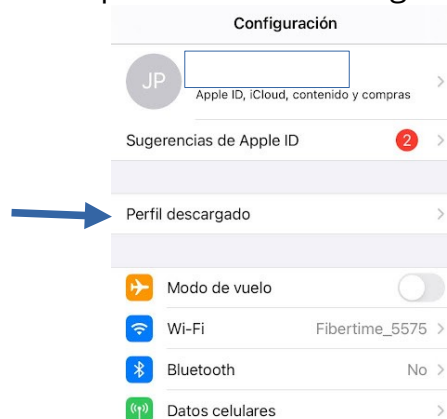 Configuración
JP
Apple ID, iCloud, contenido y compras
Sugerencias de Apple ID 2
Perfil descargado
Modo de vuelo
Wi-Fi Fibertime_5575
Bluetooth No
Datos celulares